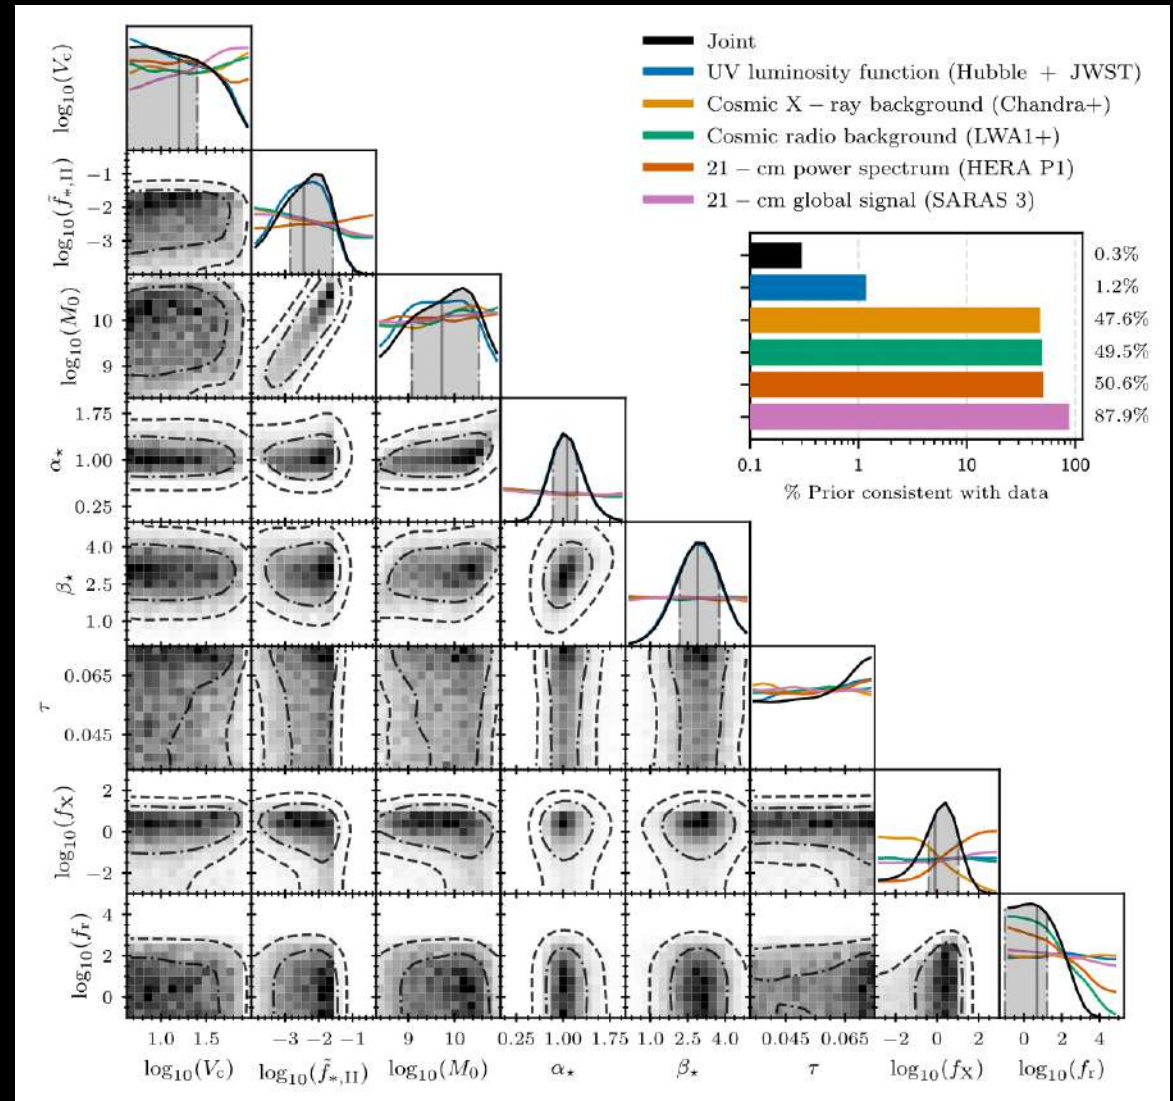 Joint
UV luminosity function (Hubble + JWST)
Cosmic X − ray background (Chandra+)
Cosmic radio background (LWA1+)
21 − cm power spectrum (HERA P1)
21 − cm global signal (SARAS 3)
0.3%
1.2%
47.6%
49.5%
50.6%
87.9%
0.1 1 10 100
% Prior consistent with data
log₁₀(V_c)
−1
−2
−3
log₁₀(f̃_{*,II})
10
9
log₁₀(M₀)
1.75
1.00
0.25
α⋆
4.0
2.5
1.0
β⋆
0.065
0.045
τ
2
0
−2
log₁₀(f_X)
4
2
0
log₁₀(f_r)
1.0 1.5 −3 −2 −1 9 10 0.25 1.00 1.75 1.0 2.5 4.0 0.045 0.065 −2 0 2 0 2 4
log₁₀(V_c) log₁₀(f̃_{*,II}) log₁₀(M₀) α⋆ β⋆ τ log₁₀(f_X) log₁₀(f_r)